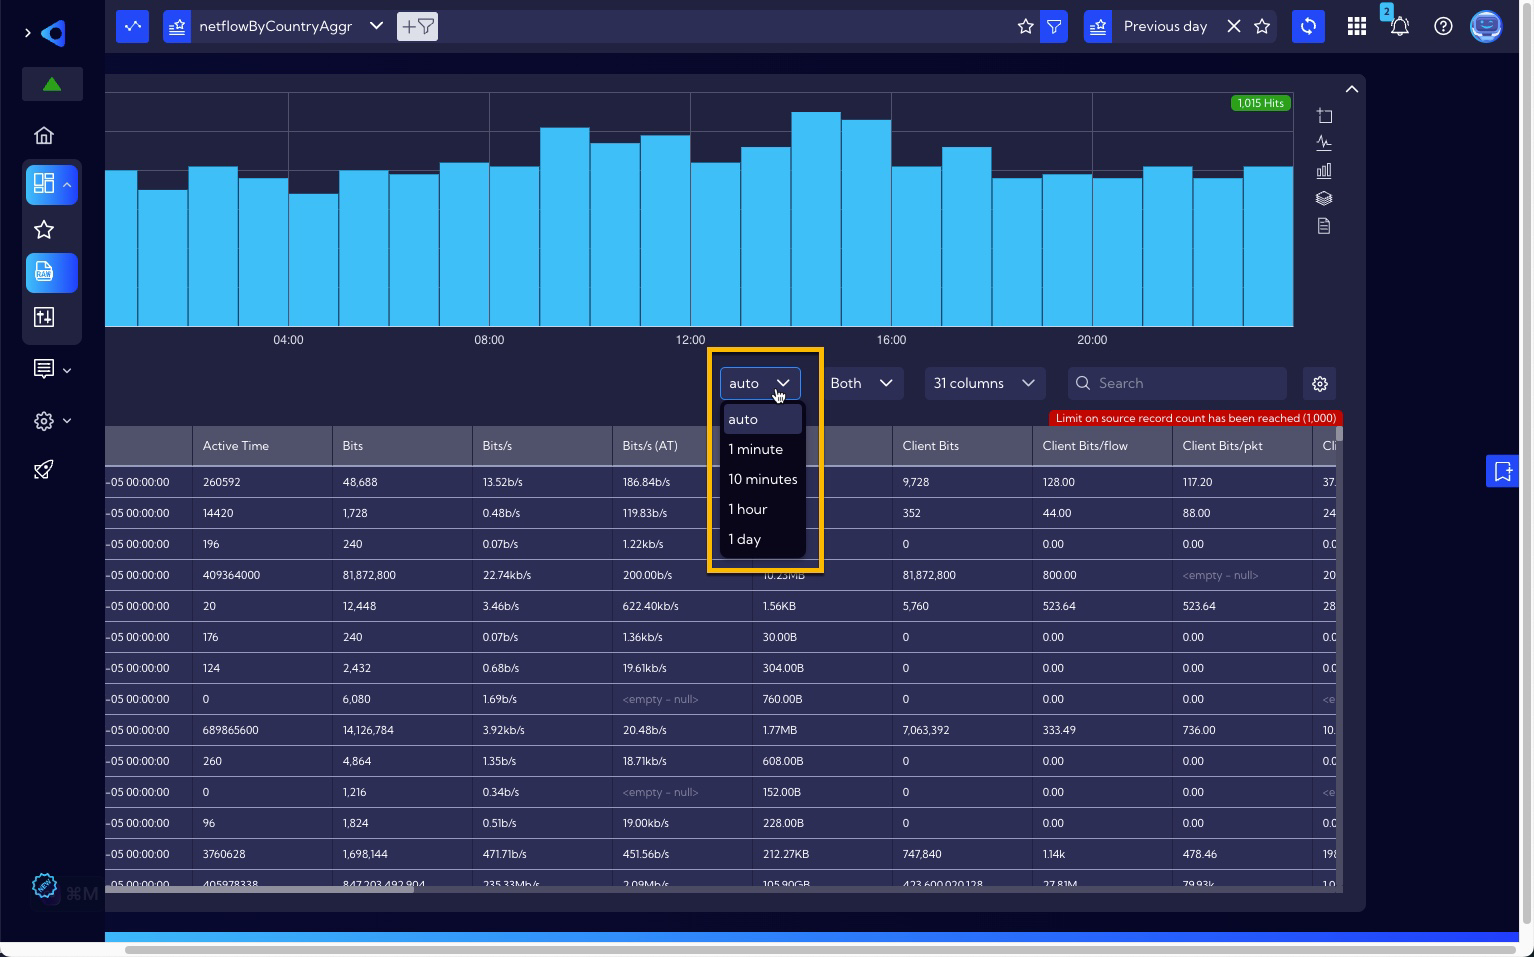 netflowByCountryAggr
Previous day
2
1,015 Hits
04:00 08:00 12:00 16:00 20:00
auto Both 31 columns Search
auto
1 minute
10 minutes
1 hour
1 day
Limit on source record count has been reached (1,000)
Active Time Bits Bits/s Bits/s (AT) Client Bits Client Bits/flow Client Bits/pkt Cli
-05 00:00:00 260592 48,688 13.52b/s 186.84b/s 9,728 128.00 117.20 37.
-05 00:00:00 14420 1,728 0.48b/s 119.83b/s 352 44.00 88.00 24
-05 00:00:00 196 240 0.07b/s 1.22kb/s 0 0.00 0.00 0.0
-05 00:00:00 409364000 81,872,800 22.74kb/s 200.00b/s 10.23MB 81,872,800 800.00 <empty - null> 20
-05 00:00:00 20 12,448 3.46b/s 622.40kb/s 1.56KB 5,760 523.64 523.64 28
-05 00:00:00 176 240 0.07b/s 1.36kb/s 30.00B 0 0.00 0.00 0.0
-05 00:00:00 124 2,432 0.68b/s 19.61kb/s 304.00B 0 0.00 0.00 0.0
-05 00:00:00 0 6,080 1.69b/s <empty - null> 760.00B 0 0.00 0.00 <e
-05 00:00:00 689865600 14,126,784 3.92kb/s 20.48b/s 1.77MB 7,063,392 333.49 736.00 10.
-05 00:00:00 260 4,864 1.35b/s 18.71kb/s 608.00B 0 0.00 0.00 0.0
-05 00:00:00 0 1,216 0.34b/s <empty - null> 152.00B 0 0.00 0.00 <e
-05 00:00:00 96 1,824 0.51b/s 19.00kb/s 228.00B 0 0.00 0.00 0.0
-05 00:00:00 3760628 1,698,144 471.71b/s 451.56b/s 212.27KB 747,840 1.14k 478.46 198
-05 00:00:00 405978338 847,203,492,904 235.33Mb/s 2.09Mb/s 105.90GB 423,600,020,128 27.81M 79.93k 1.0
RAW
NEW
⌘M